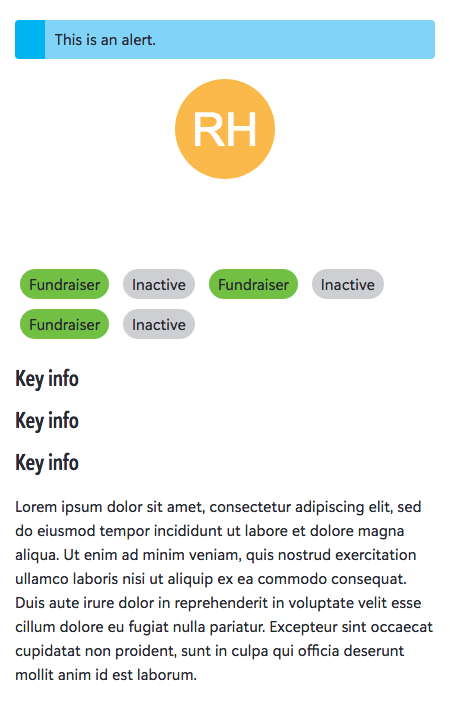 This is an alert.
RH
Fundraiser Inactive Fundraiser Inactive
Fundraiser Inactive
Key info
Key info
Key info
Lorem ipsum dolor sit amet, consectetur adipiscing elit, sed
do eiusmod tempor incididunt ut labore et dolore magna
aliqua. Ut enim ad minim veniam, quis nostrud exercitation
ullamco laboris nisi ut aliquip ex ea commodo consequat.
Duis aute irure dolor in reprehenderit in voluptate velit esse
cillum dolore eu fugiat nulla pariatur. Excepteur sint occaecat
cupidatat non proident, sunt in culpa qui officia deserunt
mollit anim id est laborum.